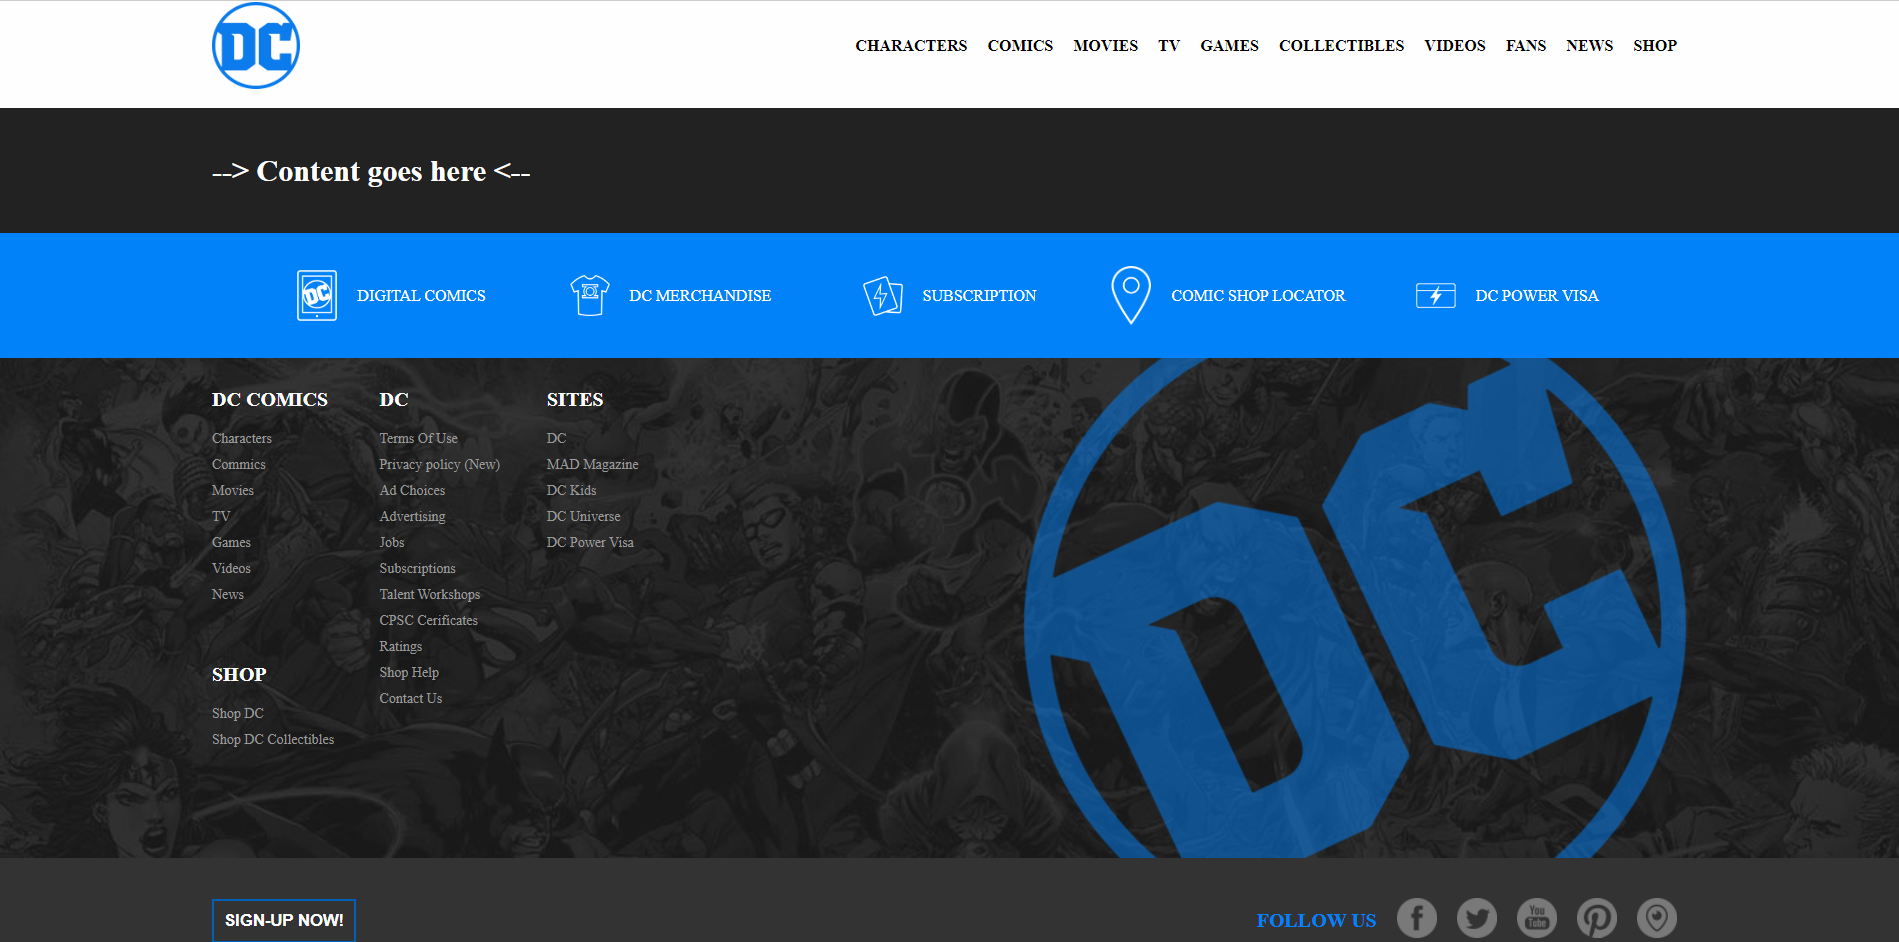 DC
CHARACTERS COMICS MOVIES TV GAMES COLLECTIBLES VIDEOS FANS NEWS SHOP
--> Content goes here <--
DC DIGITAL COMICS DC MERCHANDISE SUBSCRIPTION COMIC SHOP LOCATOR DC POWER VISA
DC COMICS
Characters
Commics
Movies
TV
Games
Videos
News
SHOP
Shop DC
Shop DC Collectibles
DC
Terms Of Use
Privacy policy (New)
Ad Choices
Advertising
Jobs
Subscriptions
Talent Workshops
CPSC Cerificates
Ratings
Shop Help
Contact Us
SITES
DC
MAD Magazine
DC Kids
DC Universe
DC Power Visa
DC
SIGN-UP NOW!
FOLLOW US
You
Tube